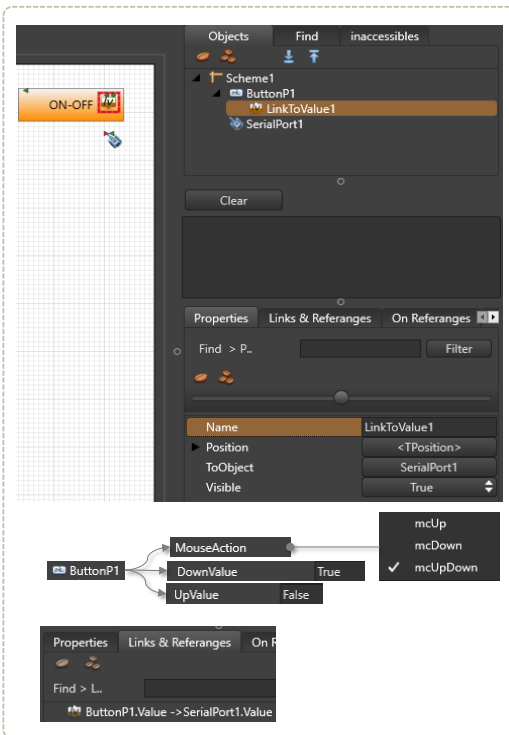 Objects Find inaccessibles
Scheme1
ButtonP1
LinkToValue1
SerialPort1
ON-OFF
Clear
Properties Links & Referanges On Referanges
Find > P.. Filter
Name LinkToValue1
Position <TPosition>
ToObject SerialPort1
Visible True
mcUp
mcDown
mcUpDown
MouseAction
ButtonP1
DownValue True
UpValue False
Properties Links & Referanges On R
Find > L..
ButtonP1.Value ->SerialPort1.Value